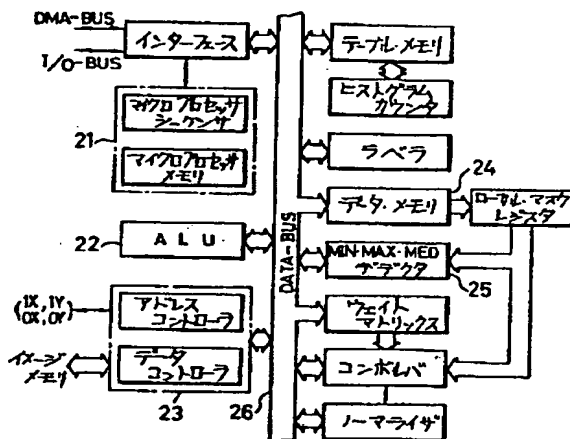 DMA-BUS
I/O-BUS
インターフェース
21
マイクロプロセッサ
シーケンサ
マイクロプロセッサ
メモリ
22
ALU
(IX, IY
OX, OY)
アドレス
コントローラ
イメージ
メモリ
データ
コントローラ
23
26
DATA-BUS
テーブル・メモリ
ヒストグラム
カウンタ
ラベラ
24
データ・メモリ
ローカル・マスク
レジスタ
MIN・MAX・MED
デテクタ
25
ウェイト
マトリックス
コンボルバ
ノーマライザ